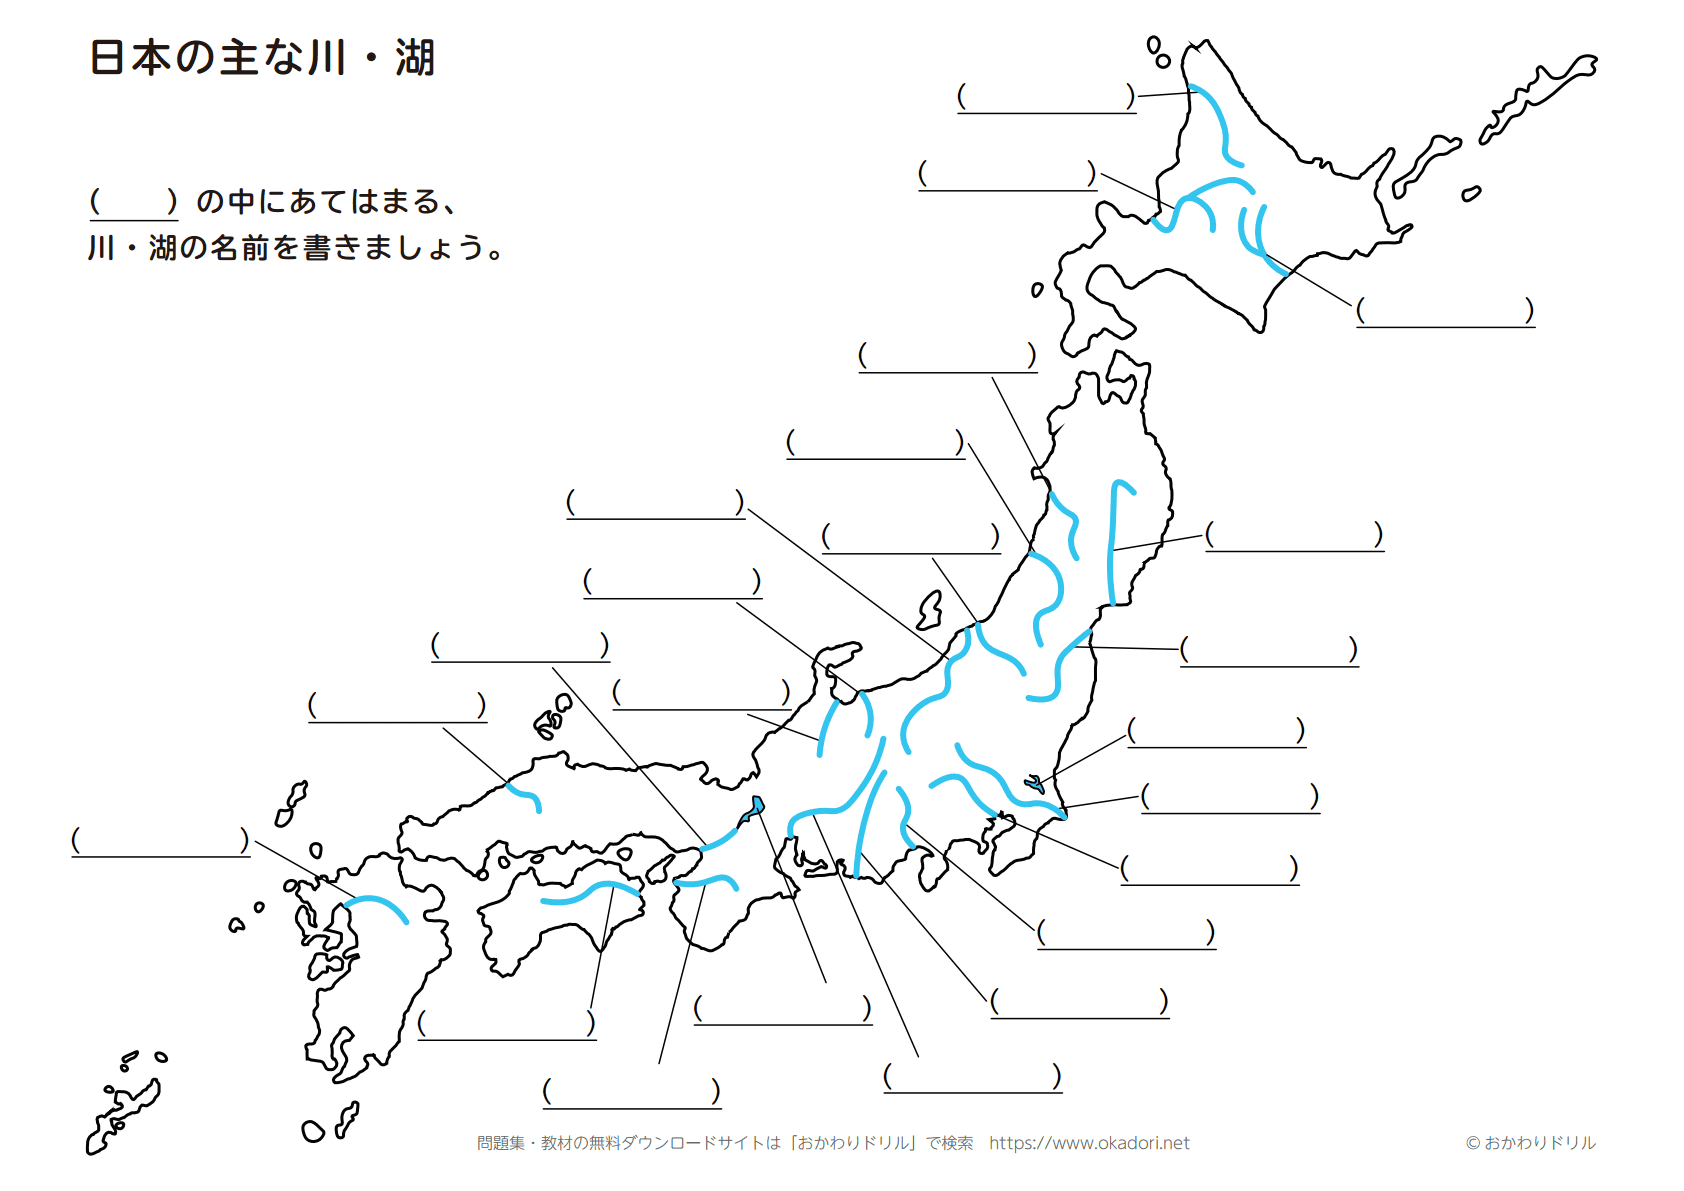 日本の主な川・湖
(　　) の中にあてはまる、
川・湖の名前を書きましょう。
問題集・教材の無料ダウンロードサイトは「おかわりドリル」で検索　https://www.okadori.net
© おかわりドリル